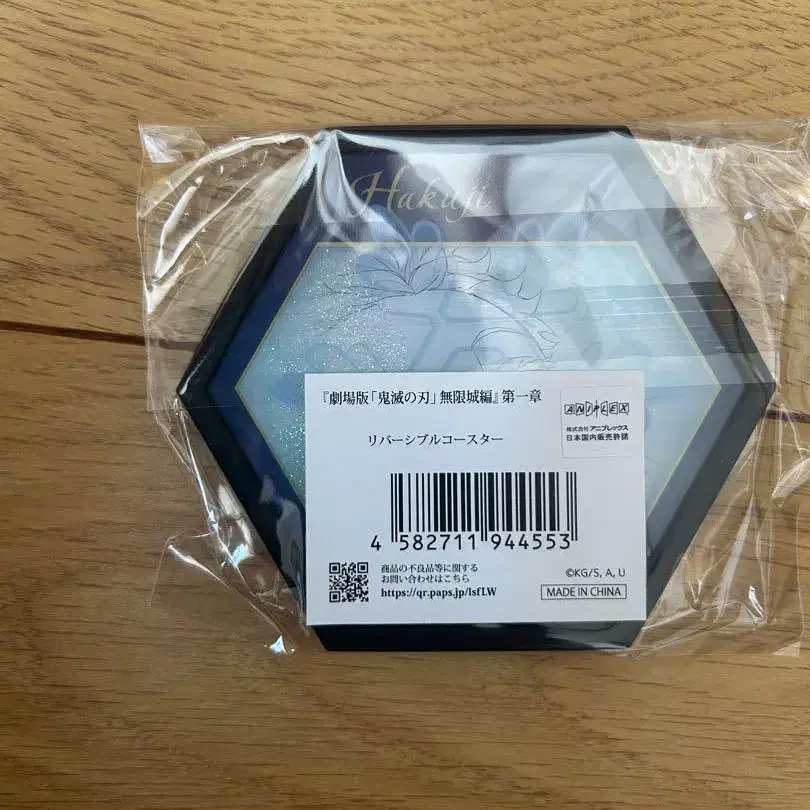 Hakuji
『劇場版「鬼滅の刃」無限城編』第一章
ANIPLEX
株式会社アニプレックス
日本国内販売許諾
リバーシブルコースター
4 582711 944553
商品の不良品等に関する
お問い合わせはこちら
https://qr.paps.jp/lsfLW
©KG/S, A, U
MADE IN CHINA